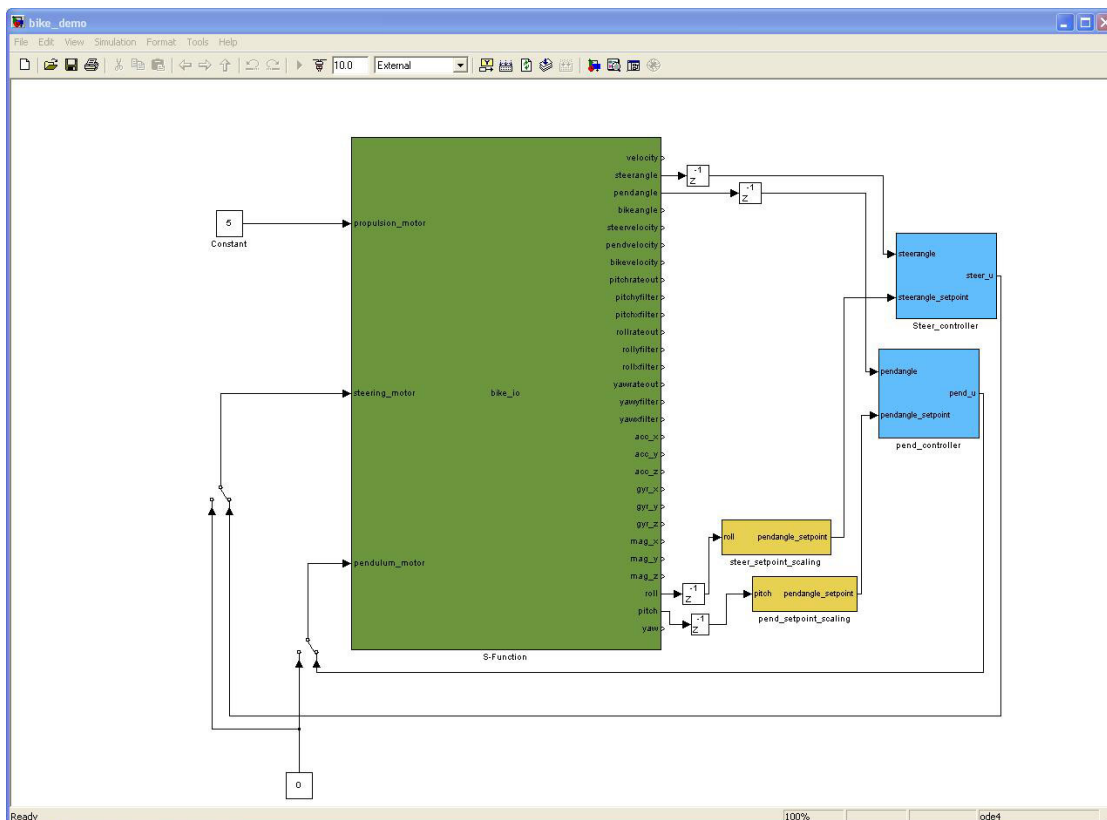 bike_demo
File Edit View Simulation Format Tools Help
10.0 External
velocity
steerangle
-1
Z
pendangle
-1
Z
bikeangle
5
Constant
propulsion_motor
steervelocity
pendvelocity
bikevelocity
steerangle
steer_u
steerangle_setpoint
Steer_controller
pitchrateout
pitchyfilter
pitchxfilter
rollrateout
rollyfilter
rollxfilter
pendangle
pend_u
pendangle_setpoint
pend_controller
yawrateout
steering_motor
bike_io
yawyfilter
yawxfilter
acc_x
acc_y
acc_z
gyr_x
gyr_y
gyr_z
mag_x
mag_y
mag_z
roll pendangle_setpoint
steer_setpoint_scaling
pendulum_motor
roll
-1
Z
pitch pendangle_setpoint
pend_setpoint_scaling
pitch
-1
Z
yaw
S-Function
0
Ready 100% ode4